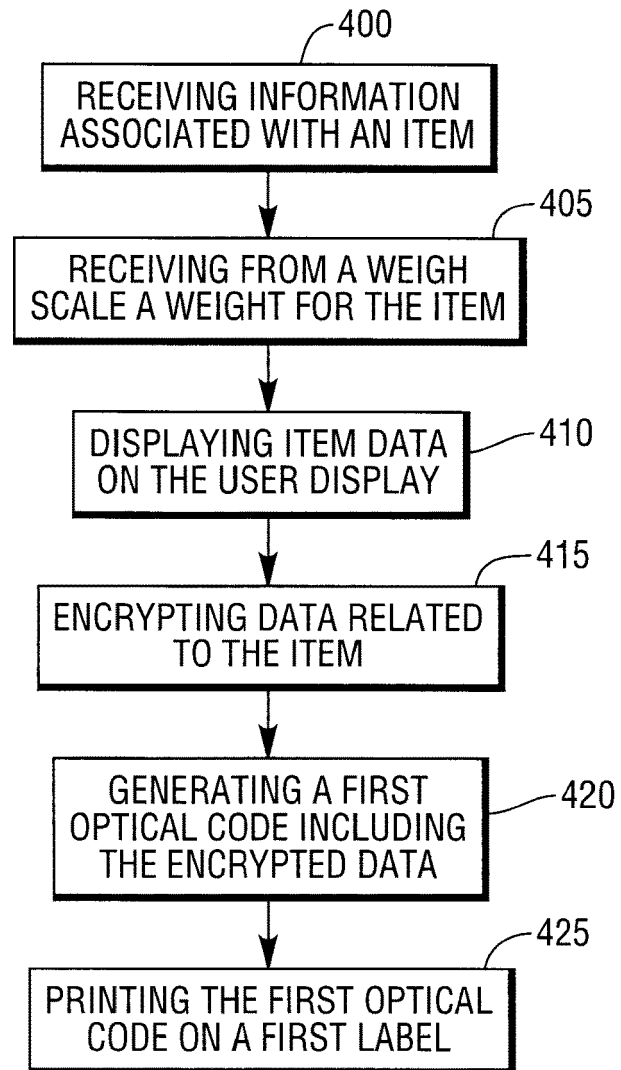 400
RECEIVING INFORMATION
ASSOCIATED WITH AN ITEM
405
RECEIVING FROM A WEIGH
SCALE A WEIGHT FOR THE ITEM
410
DISPLAYING ITEM DATA
ON THE USER DISPLAY
415
ENCRYPTING DATA RELATED
TO THE ITEM
420
GENERATING A FIRST
OPTICAL CODE INCLUDING
THE ENCRYPTED DATA
425
PRINTING THE FIRST OPTICAL
CODE ON A FIRST LABEL